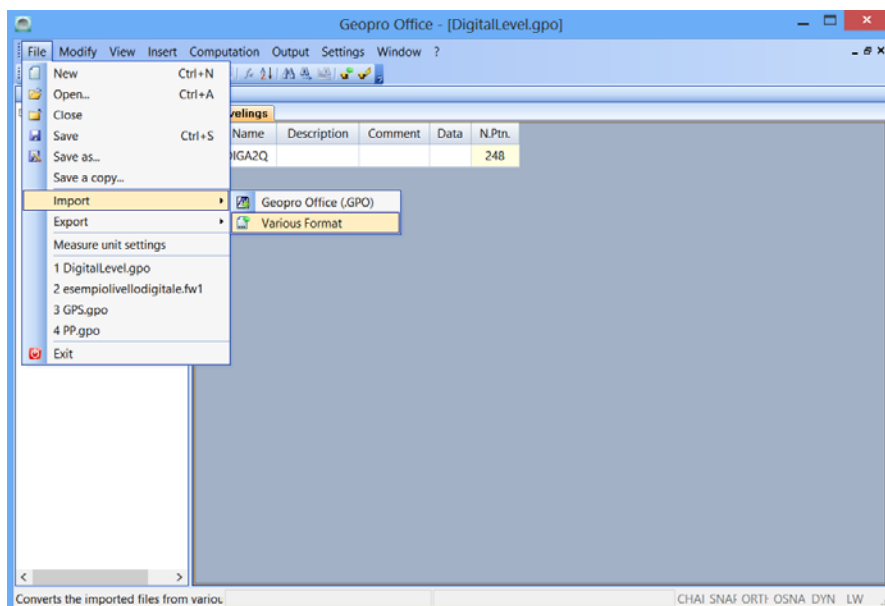 Geopro Office - [DigitalLevel.gpo]
File Modify View Insert Computation Output Settings Window ?
New Ctrl+N
Open... Ctrl+A
Close
velings
Save Ctrl+S
Name Description Comment Data N.Ptn.
Save as...
IGA2Q 248
Save a copy...
Import
Geopro Office (.GPO)
Export
Various Format
Measure unit settings
1 DigitalLevel.gpo
2 esempiolivellodigitale.fw1
3 GPS.gpo
4 PP.gpo
Exit
Converts the imported files from variou
CHAI SNAF ORTH OSNA DYN LW